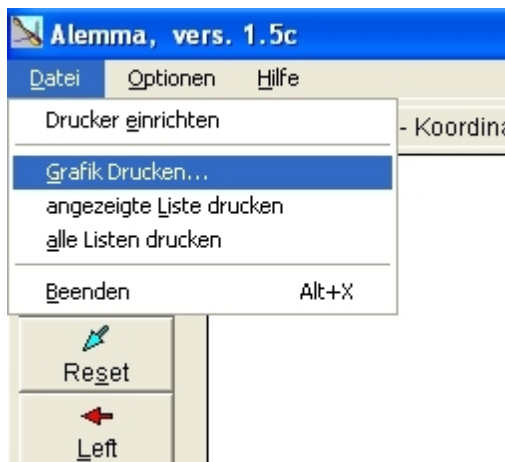 Alemma, vers. 1.5c
Datei Optionen Hilfe
Drucker einrichten
- Koordina
Grafik Drucken...
angezeigte Liste drucken
alle Listen drucken
Beenden Alt+X
Reset
Left